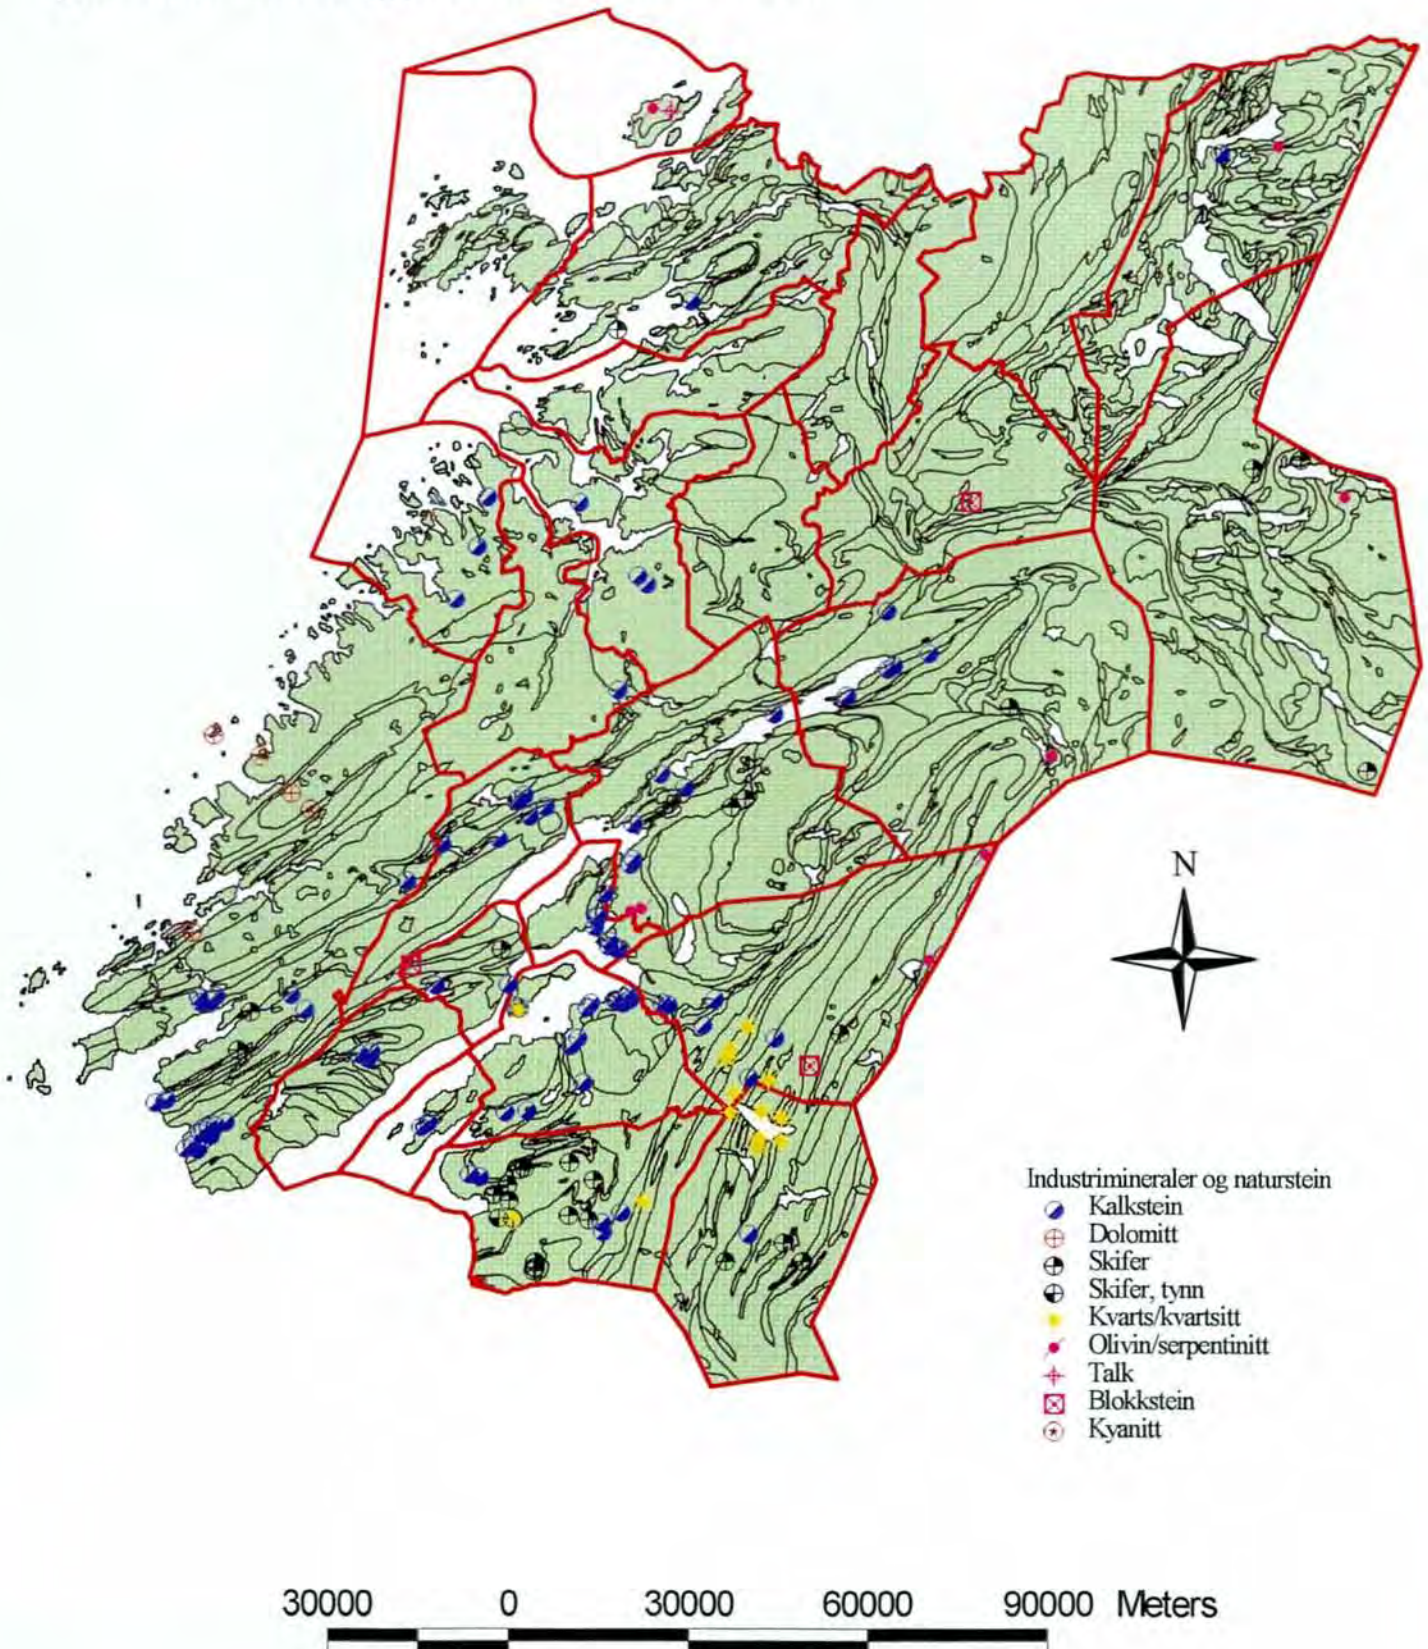 N
Industrimineraler og naturstein
Kalkstein
Dolomitt
Skifer
Skifer, tynn
Kvarts/kvartsitt
Olivin/serpentinitt
Talk
Blokkstein
Kyanitt
30000 0 30000 60000 90000 Meters